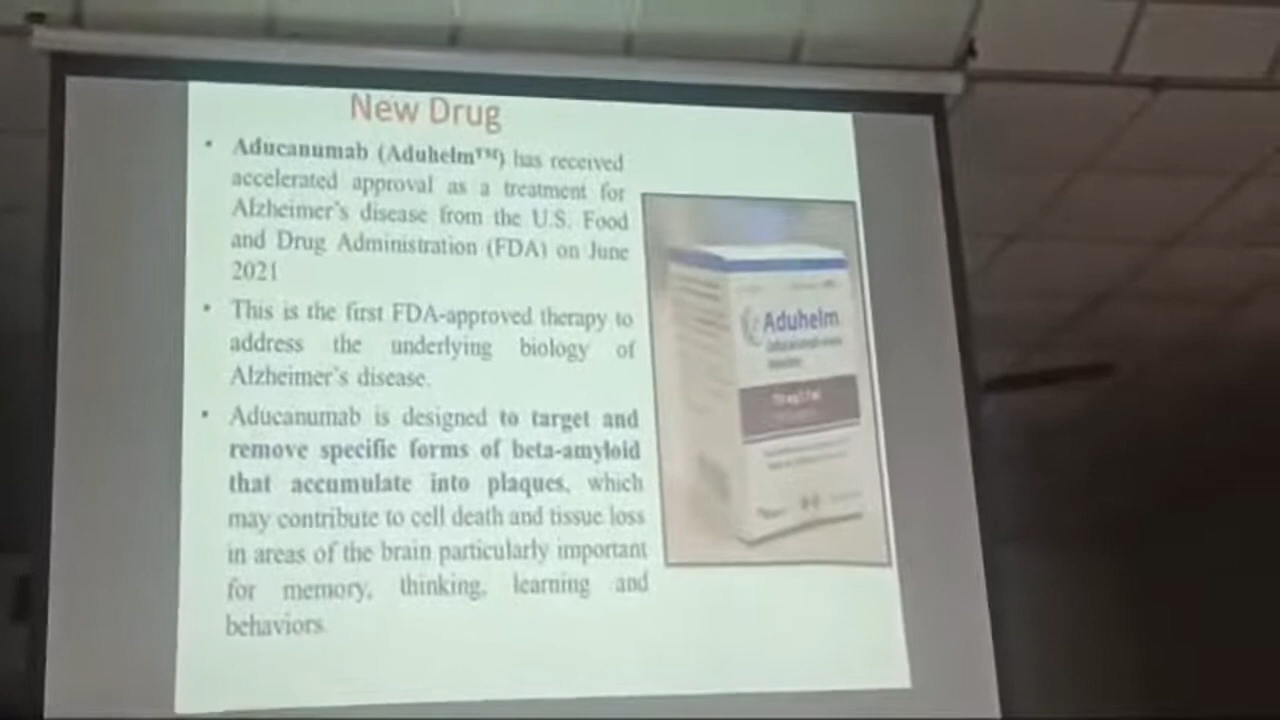 New Drug
• Aducanumab (Aduhelm™) has received
accelerated approval as a treatment for
Alzheimer's disease from the U.S. Food
and Drug Administration (FDA) on June
2021
• This is the first FDA-approved therapy to
address the underlying biology of
Alzheimer's disease.
• Aducanumab is designed to target and
remove specific forms of beta-amyloid
that accumulate into plaques, which
may contribute to cell death and tissue loss
in areas of the brain particularly important
for memory, thinking, learning and
behaviors.
Aduhelm